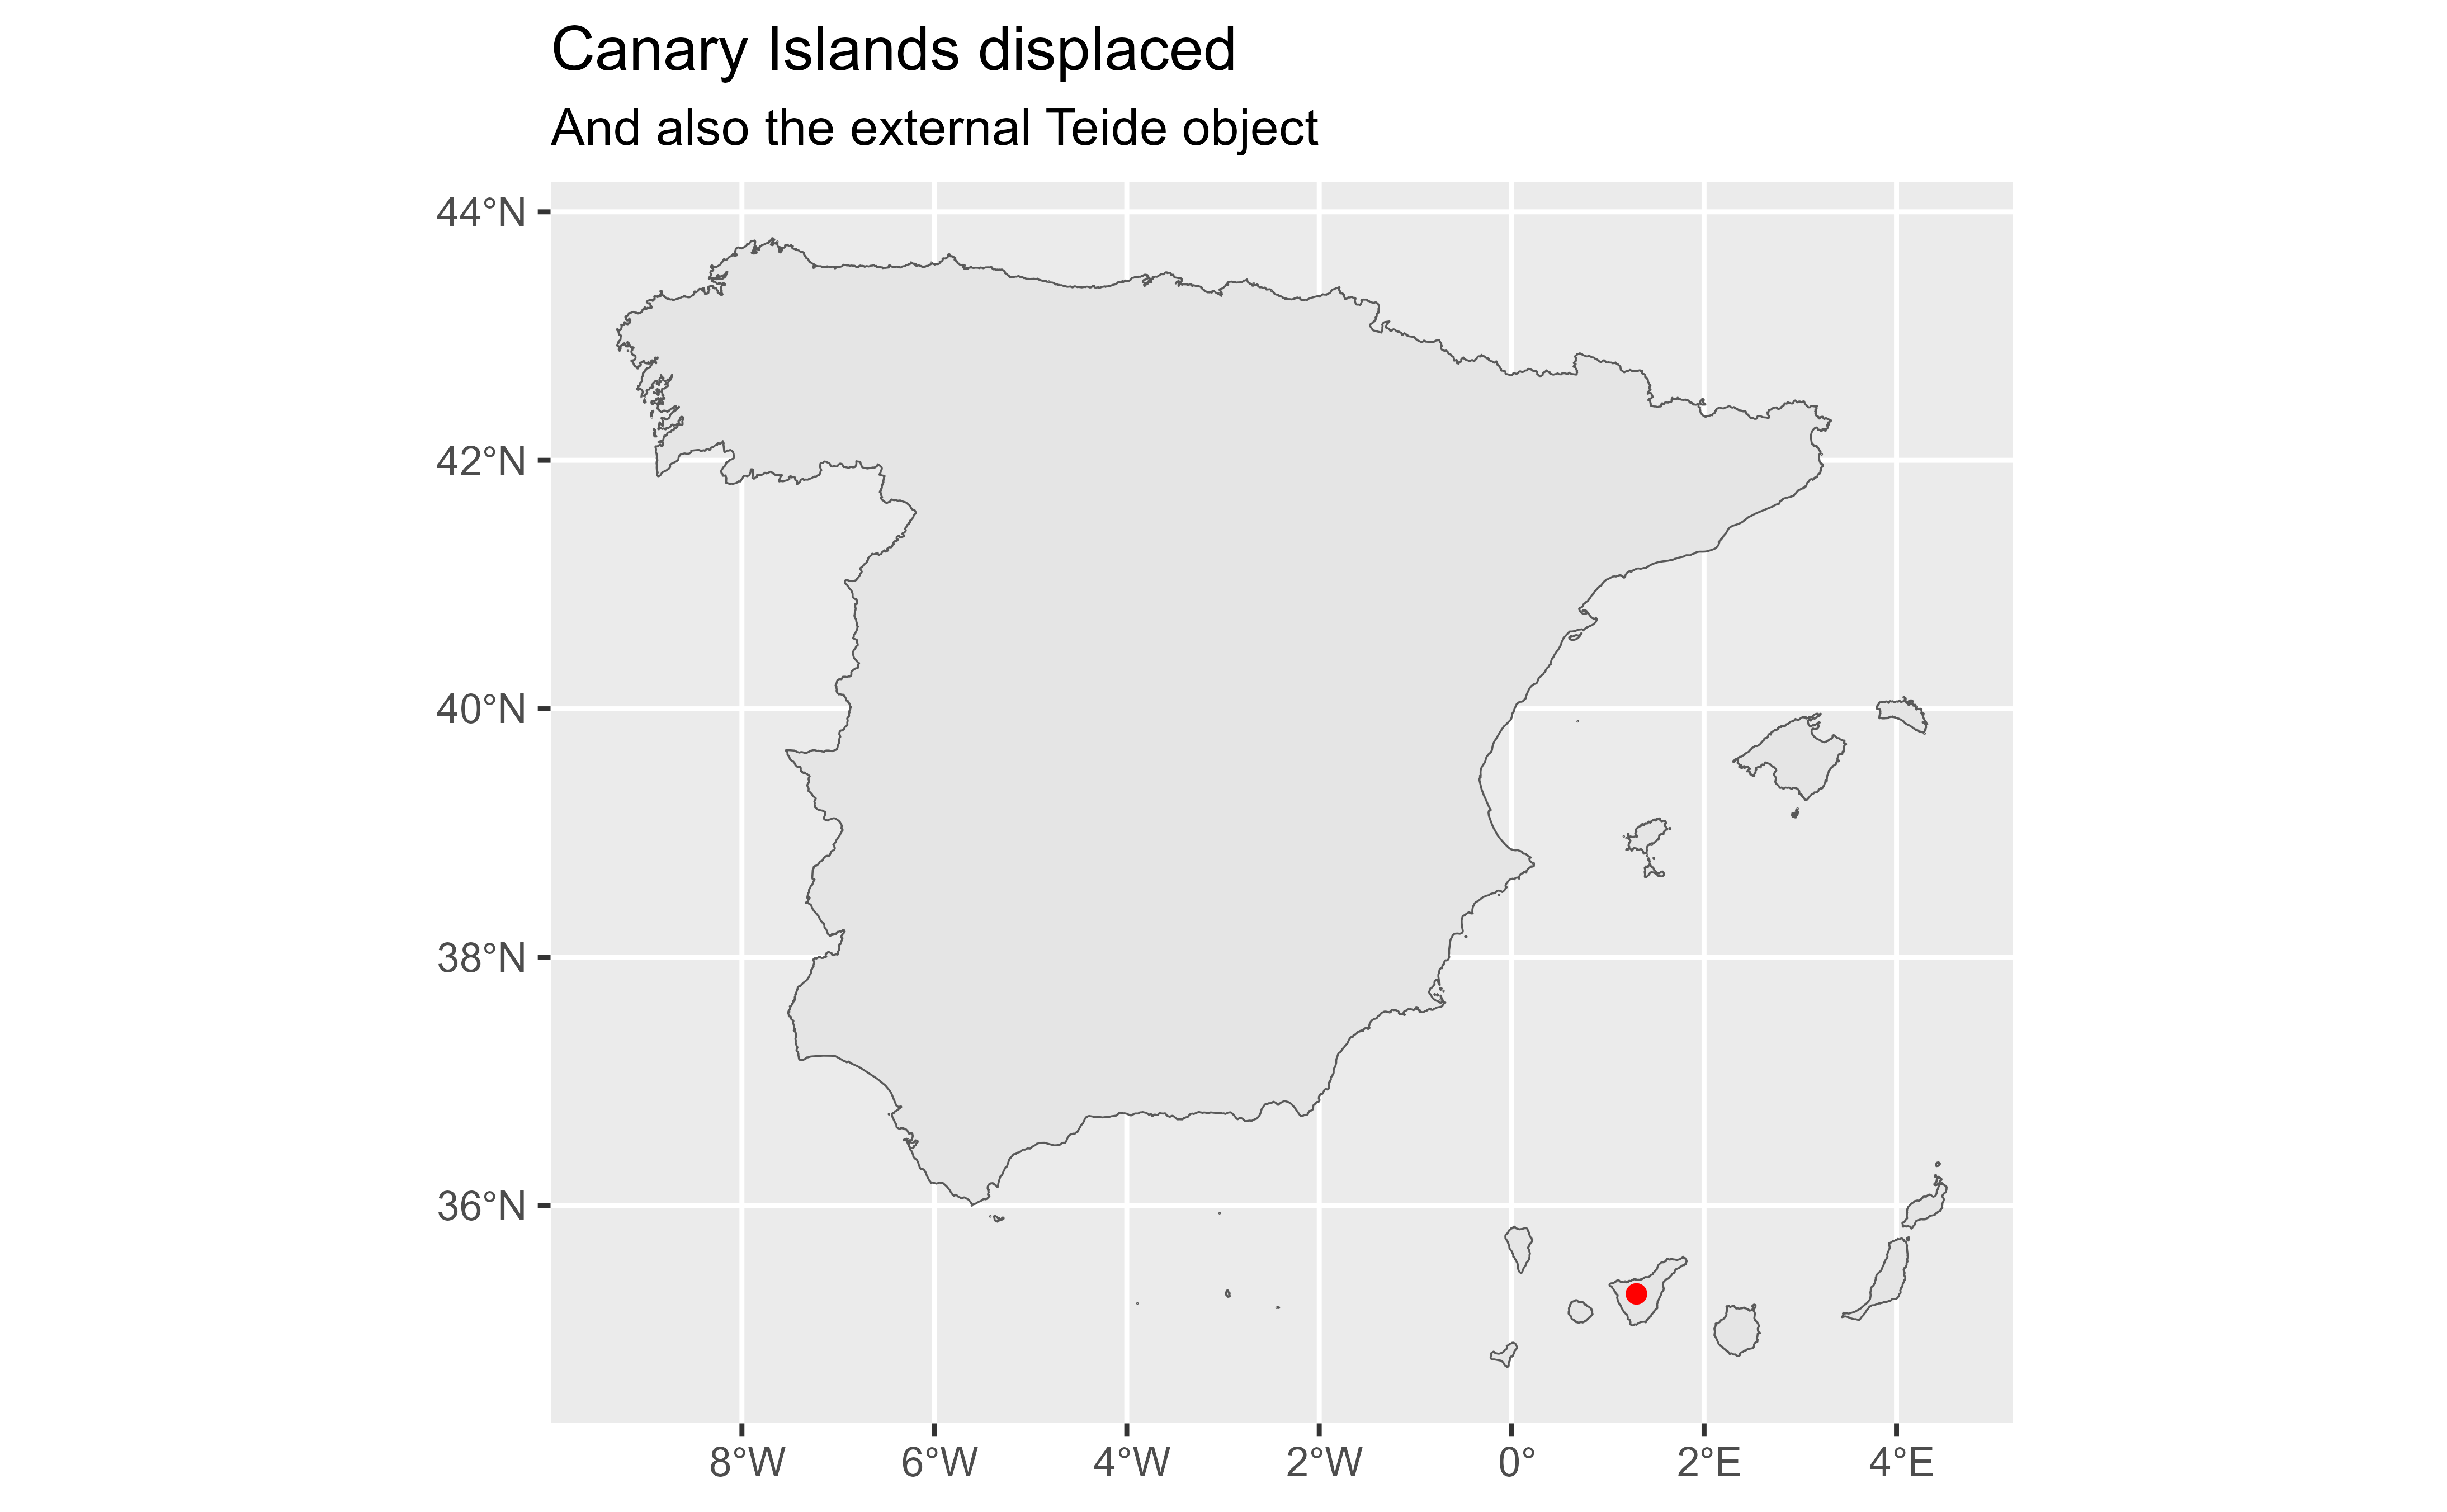 Canary Islands displaced
And also the external Teide object
44°N
42°N
40°N
38°N
36°N
8°W 6°W 4°W 2°W 0° 2°E 4°E